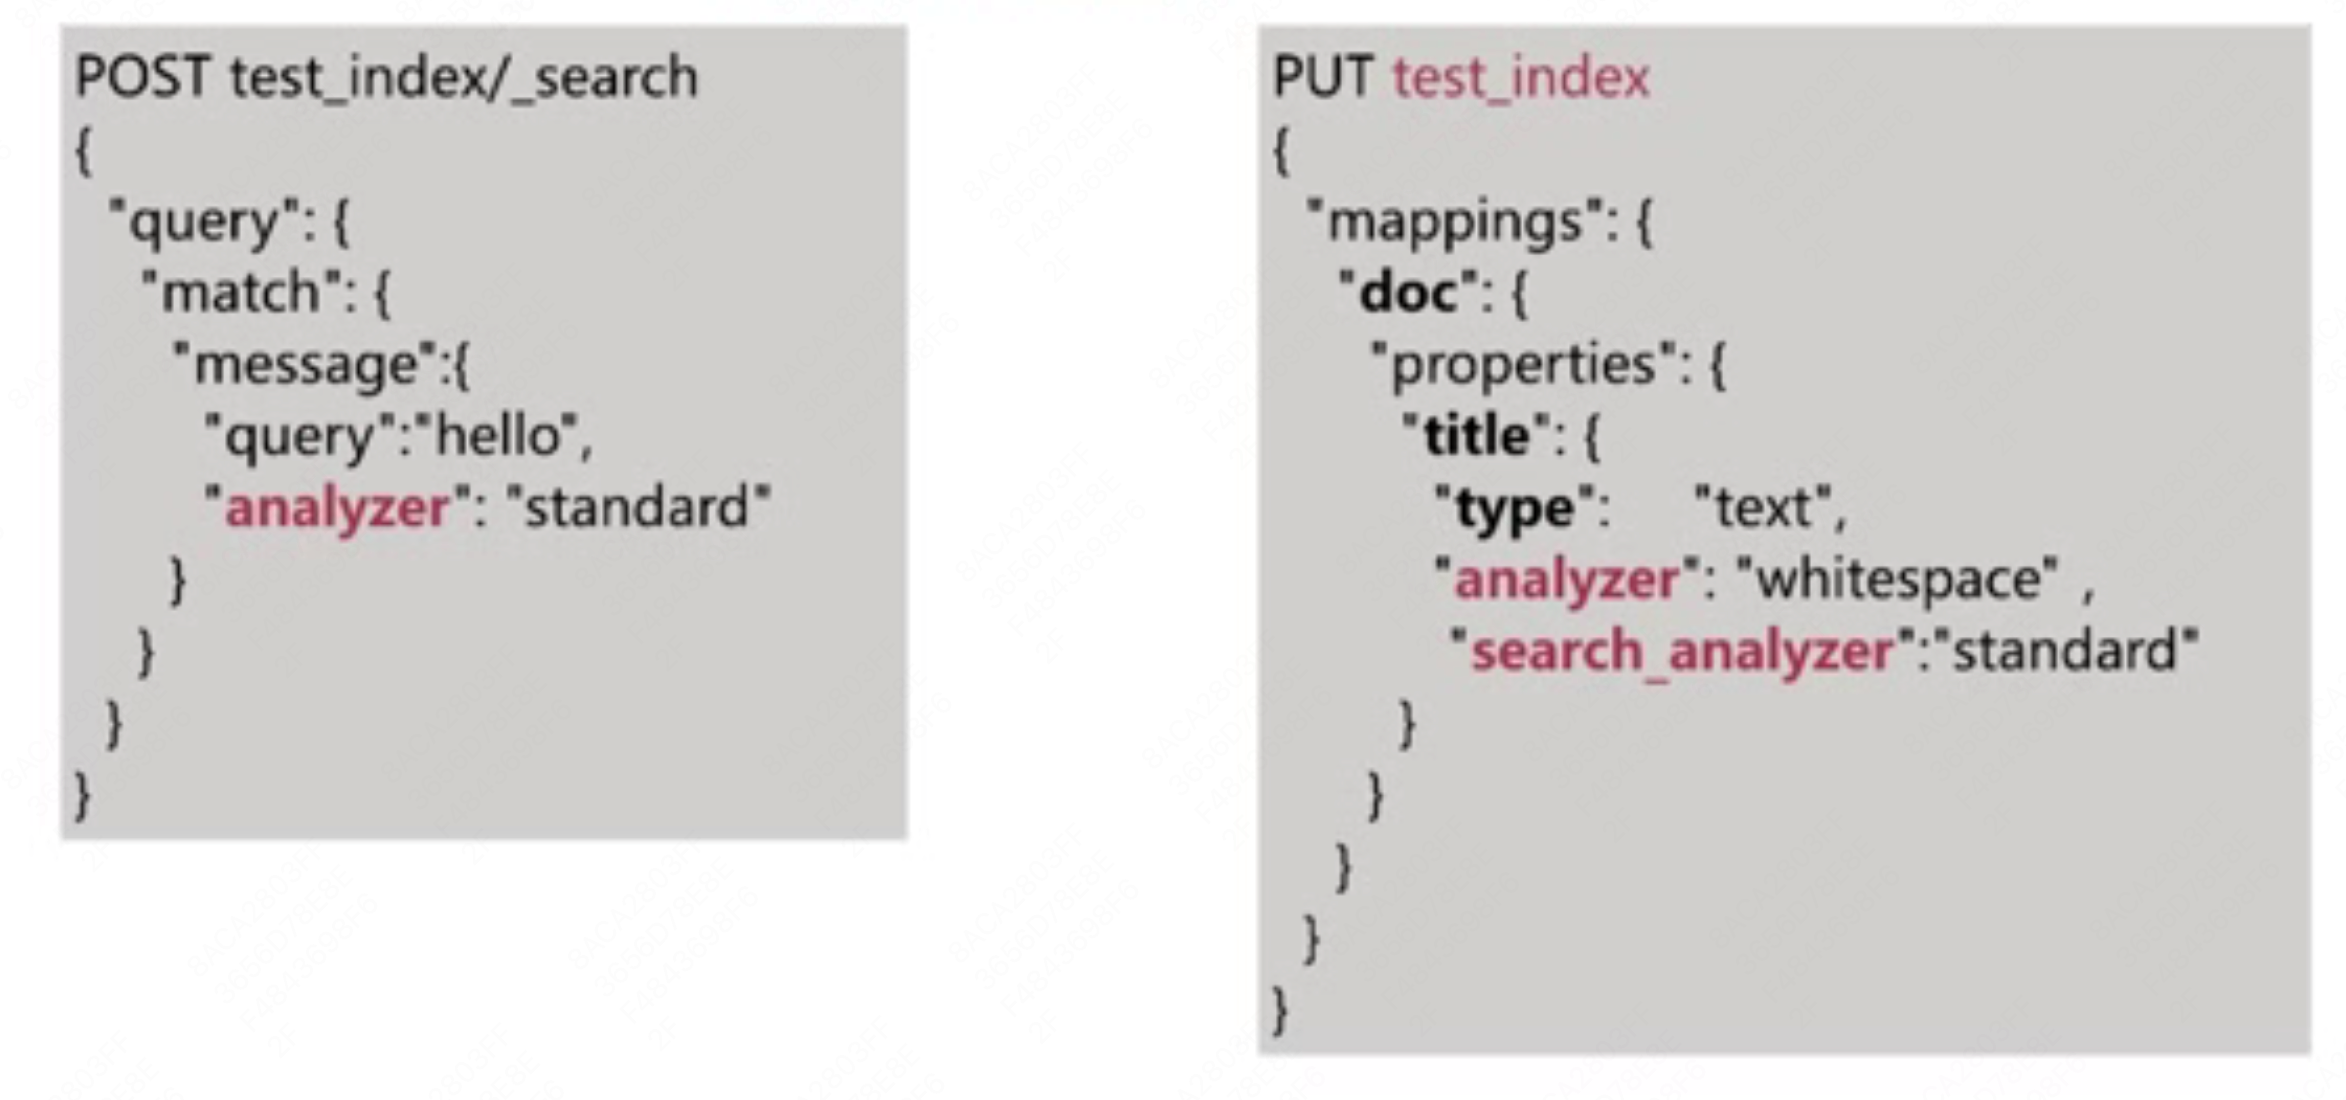 POST test_index/_search
{
"query": {
"match": {
"message":{
"query":"hello",
"analyzer": "standard"
}
}
}
}
PUT test_index
{
"mappings": {
"doc": {
"properties": {
"title": {
"type": "text",
"analyzer": "whitespace" ,
"search_analyzer":"standard"
}
}
}
}
}